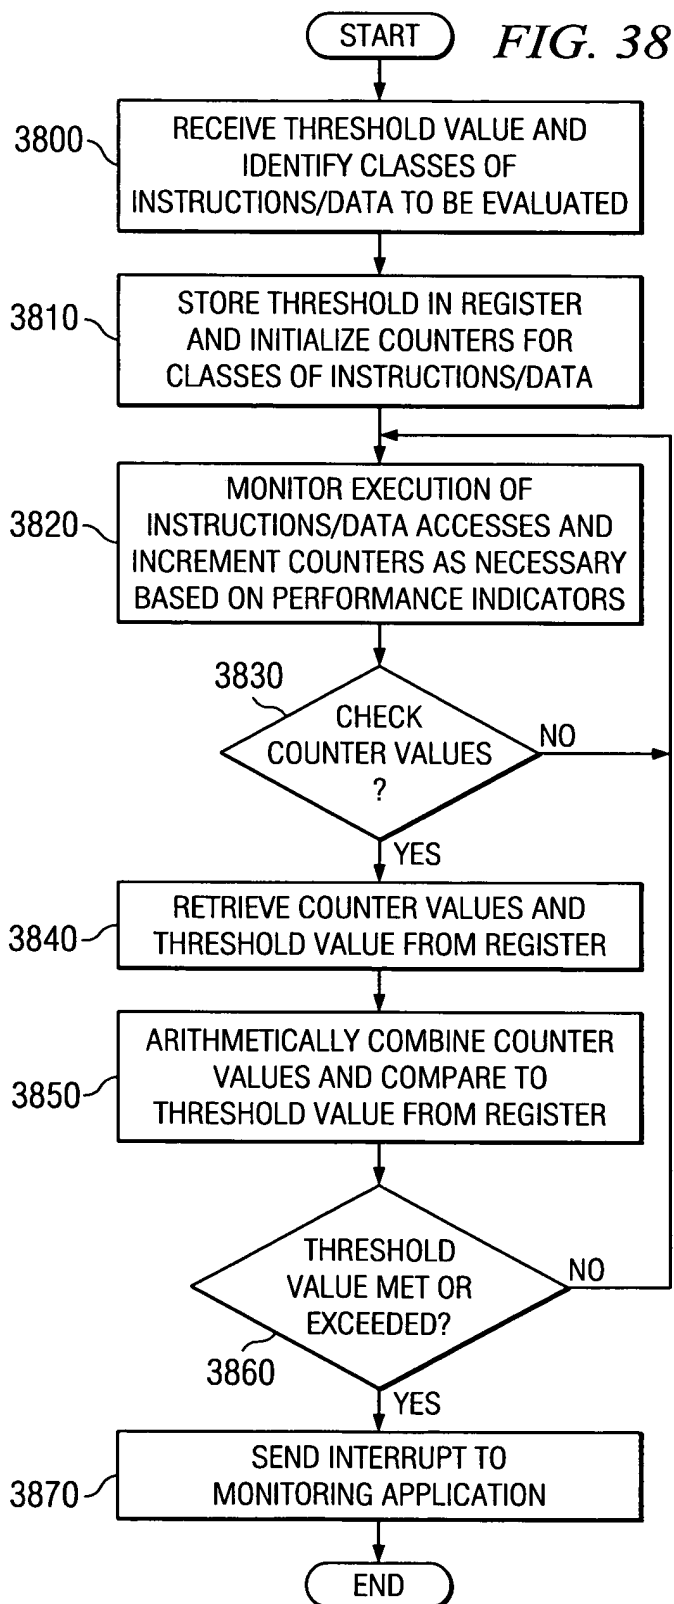 START
FIG. 38
3800
RECEIVE THRESHOLD VALUE AND
IDENTIFY CLASSES OF
INSTRUCTIONS/DATA TO BE EVALUATED
3810
STORE THRESHOLD IN REGISTER
AND INITIALIZE COUNTERS FOR
CLASSES OF INSTRUCTIONS/DATA
3820
MONITOR EXECUTION OF
INSTRUCTIONS/DATA ACCESSES AND
INCREMENT COUNTERS AS NECESSARY
BASED ON PERFORMANCE INDICATORS
3830
CHECK
COUNTER VALUES
?
NO
YES
3840
RETRIEVE COUNTER VALUES AND
THRESHOLD VALUE FROM REGISTER
3850
ARITHMETICALLY COMBINE COUNTER
VALUES AND COMPARE TO
THRESHOLD VALUE FROM REGISTER
THRESHOLD
VALUE MET OR
EXCEEDED?
NO
3860
YES
3870
SEND INTERRUPT TO
MONITORING APPLICATION
END